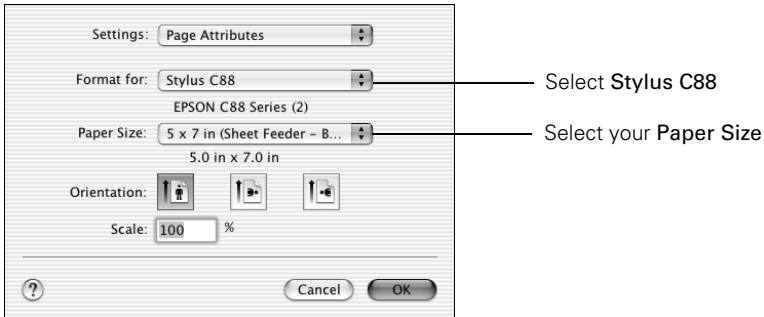 Settings: Page Attributes
Format for: Stylus C88
Select Stylus C88
EPSON C88 Series (2)
Paper Size: 5 x 7 in (Sheet Feeder – B...
Select your Paper Size
5.0 in x 7.0 in
Orientation:
Scale: 100 %
? Cancel OK